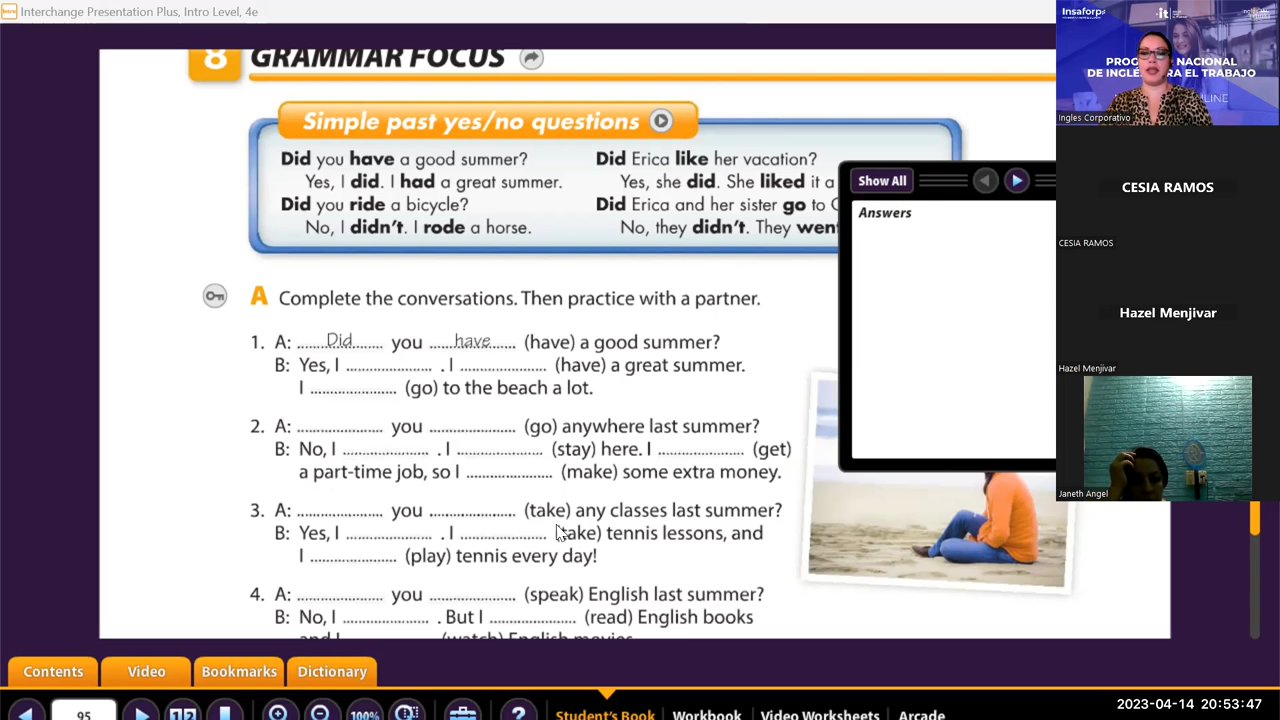 Interchange Presentation Plus, Intro Level, 4e
8 GRAMMAR FOCUS
Simple past yes/no questions
Did you have a good summer?
Yes, I did. I had a great summer.
Did you ride a bicycle?
No, I didn't. I rode a horse.
Did Erica like her vacation?
Yes, she did. She liked it a
Did Erica and her sister go to
No, they didn't. They went
Show All
Answers
A Complete the conversations. Then practice with a partner.
1. A: Did you have (have) a good summer?
B: Yes, I .................... . I .................... (have) a great summer.
I .................... (go) to the beach a lot.
2. A: .................... you .................... (go) anywhere last summer?
B: No, I .................... . I .................... (stay) here. I .................... (get)
a part-time job, so I .................... (make) some extra money.
3. A: .................... you .................... (take) any classes last summer?
B: Yes, I .................... . I .................... (take) tennis lessons, and
I .................... (play) tennis every day!
4. A: .................... you .................... (speak) English last summer?
B: No, I .................... . But I .................... (read) English books
and I .................... (watch) English movies
Contents
Video
Bookmarks
Dictionary
95
1 2
100%
?
Student's Book
Workbook
Video Worksheets
Arcade
Insaforp
it
Ingles Corporativo
CESIA RAMOS
CESIA RAMOS
Hazel Menjivar
Hazel Menjivar
Janeth Angel
2023-04-14 20:53:47